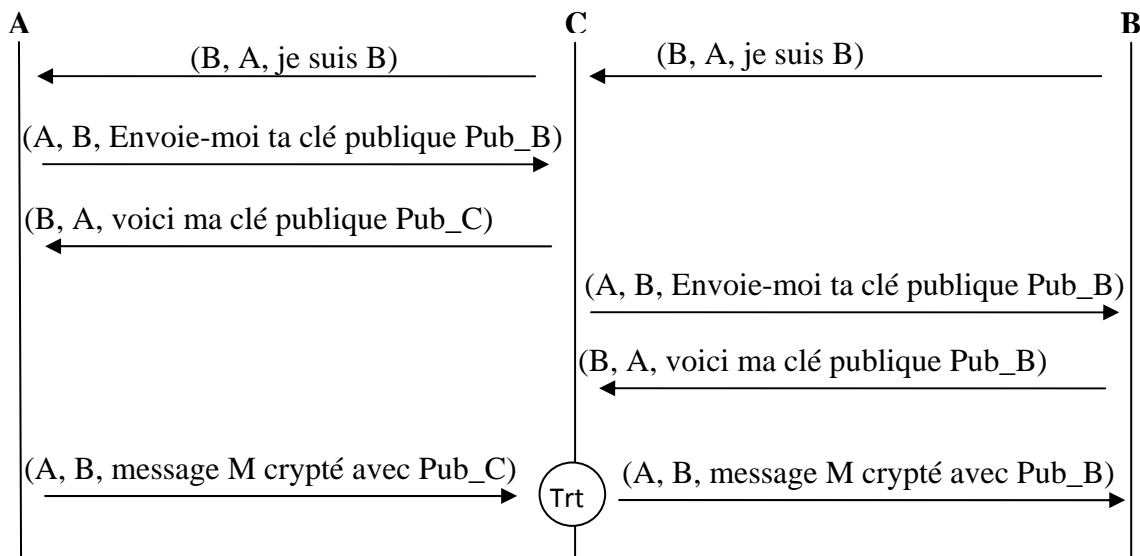 A C B
(B, A, je suis B) (B, A, je suis B)
(A, B, Envoie-moi ta clé publique Pub_B)
(B, A, voici ma clé publique Pub_C)
(A, B, Envoie-moi ta clé publique Pub_B)
(B, A, voici ma clé publique Pub_B)
(A, B, message M crypté avec Pub_C) (A, B, message M crypté avec Pub_B)
Trt